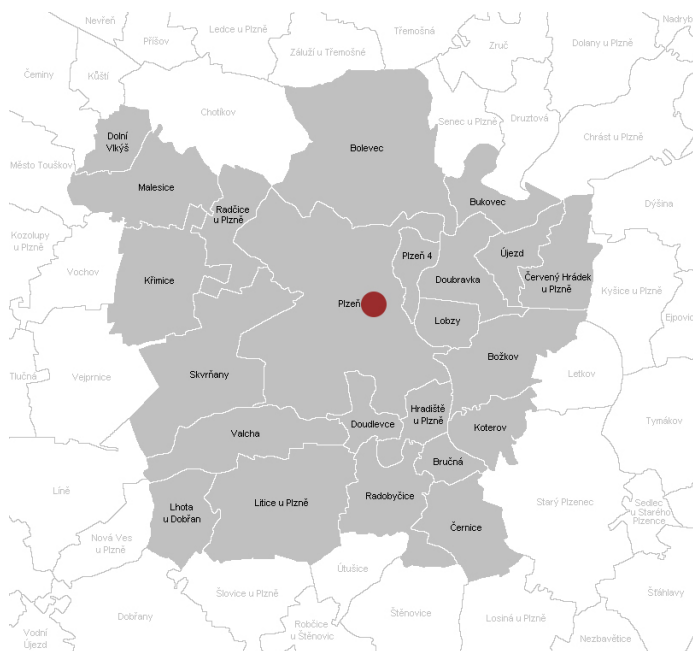 Nevřeň
Příšov
Ledce u Plzně
Třemošná
Nadryb
Záluží u Třemošné
Zruč
Dolany u Plzně
Čeminy
Kůští
Chotíkov
Senec u Plzně
Druztová
Chrást u Plzně
Dolní
Vlkýš
Bolevec
Město Touškov
Malesice
Radčice
u Plzně
Bukovec
Dýšina
Kozolupy
u Plzně
Vochov
Křimice
Plzeň 4
Újezd
Doubravka
Červený Hrádek
u Plzně
Kyšice u Plzně
Plzeň
Lobzy
Ejpovic
Tlučná
Vejprnice
Skvrňany
Božkov
Letkov
Valcha
Doudlevce
Hradiště
u Plzně
Koterov
Tymákov
Bručná
Líně
Lhota
u Dobřan
Litice u Plzně
Radobyčice
Starý Plzenec
Sedlec
u Starého
Plzence
Černice
Nová Ves
u Plzně
Útušice
Šlovice u Plzně
Štěnovice
Losiná u Plzně
Šťáhlavy
Dobřany
Robčice
u Štěnovic
Nezbavětice
Vodní
Újezd